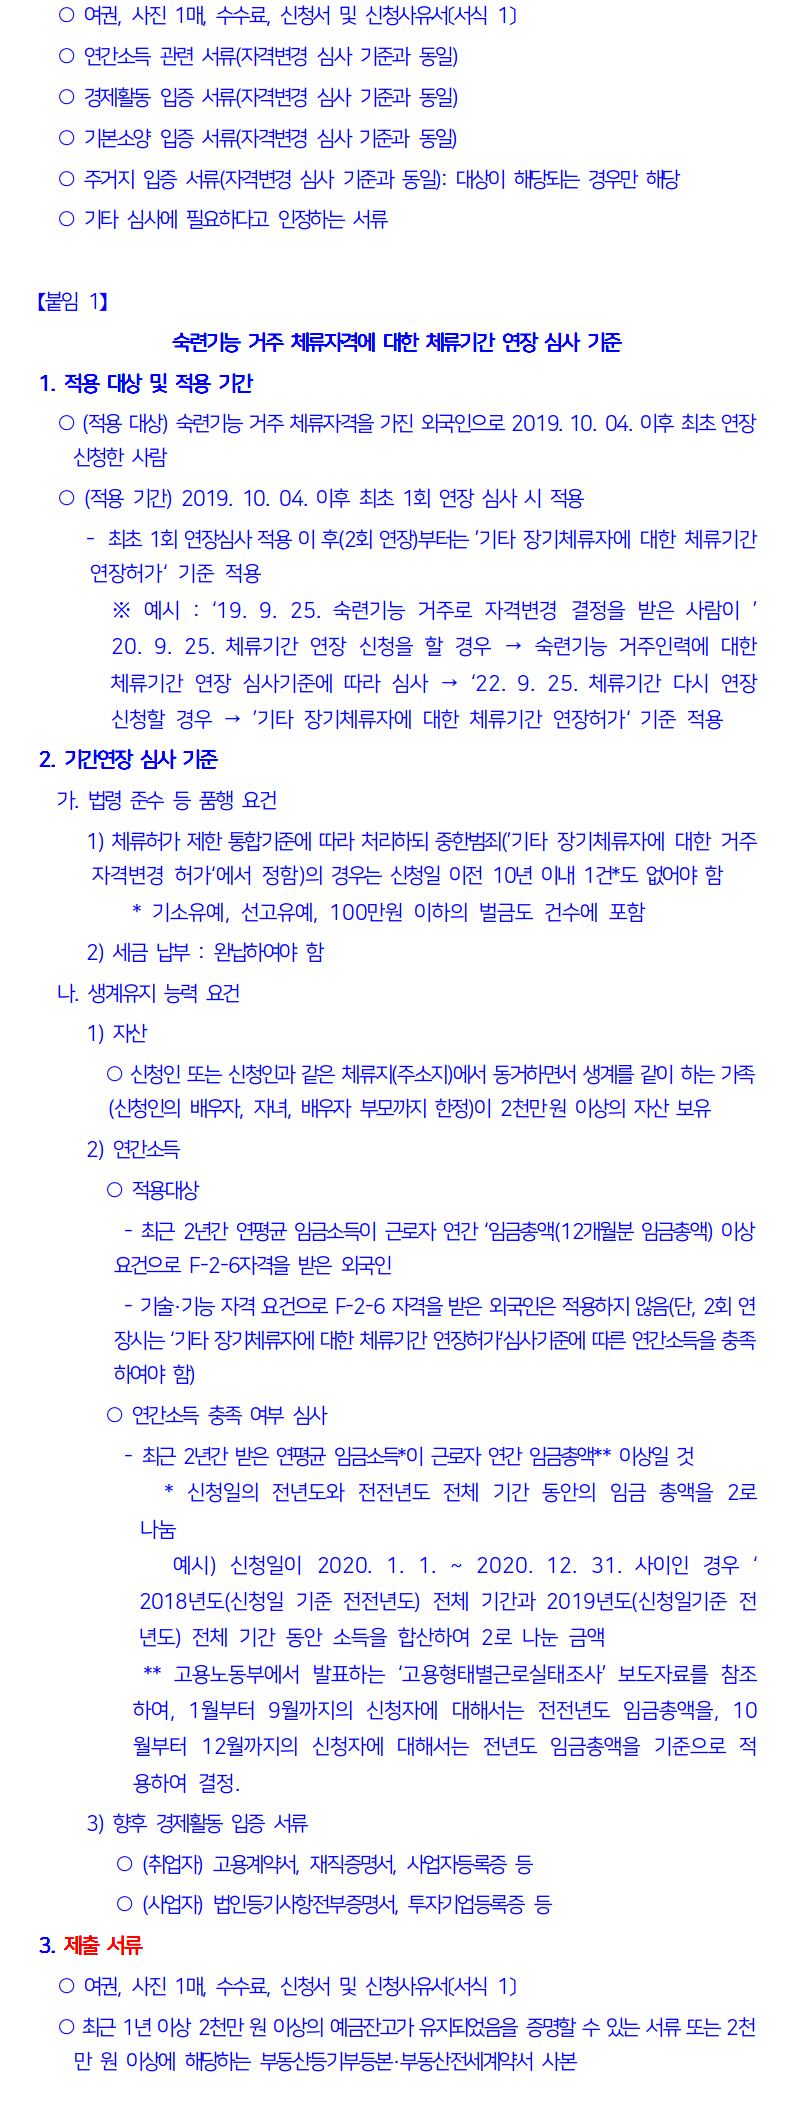 ○ 여권, 사진 1매, 수수료, 신청서 및 신청사유서〔서식 1〕
○ 연간소득 관련 서류(자격변경 심사 기준과 동일)
○ 경제활동 입증 서류(자격변경 심사 기준과 동일)
○ 기본소양 입증 서류(자격변경 심사 기준과 동일)
○ 주거지 입증 서류(자격변경 심사 기준과 동일): 대상이 해당되는 경우만 해당
○ 기타 심사에 필요하다고 인정하는 서류
【붙임 1】
숙련기능 거주 체류자격에 대한 체류기간 연장 심사 기준
1. 적용 대상 및 적용 기간
○ (적용 대상) 숙련기능 거주 체류자격을 가진 외국인으로 2019. 10. 04. 이후 최초 연장
신청한 사람
○ (적용 기간) 2019. 10. 04. 이후 최초 1회 연장 심사 시 적용
- 최초 1회 연장심사 적용 이 후(2회 연장)부터는 ’기타 장기체류자에 대한 체류기간
연장허가‘ 기준 적용
※ 예시 : ‘19. 9. 25. 숙련기능 거주로 자격변경 결정을 받은 사람이 ’
20. 9. 25. 체류기간 연장 신청을 할 경우 → 숙련기능 거주인력에 대한
체류기간 연장 심사기준에 따라 심사 → ‘22. 9. 25. 체류기간 다시 연장
신청할 경우 → ’기타 장기체류자에 대한 체류기간 연장허가‘ 기준 적용
2. 기간연장 심사 기준
가. 법령 준수 등 품행 요건
1) 체류허가 제한 통합기준에 따라 처리하되 중한범죄(’기타 장기체류자에 대한 거주
자격변경 허가‘에서 정함)의 경우는 신청일 이전 10년 이내 1건*도 없어야 함
* 기소유예, 선고유예, 100만원 이하의 벌금도 건수에 포함
2) 세금 납부 : 완납하여야 함
나. 생계유지 능력 요건
1) 자산
○ 신청인 또는 신청인과 같은 체류지(주소지)에서 동거하면서 생계를 같이 하는 가족
(신청인의 배우자, 자녀, 배우자 부모까지 한정)이 2천만원 이상의 자산 보유
2) 연간소득
○ 적용대상
- 최근 2년간 연평균 임금소득이 근로자 연간 ‘임금총액(12개월분 임금총액) 이상
요건으로 F-2-6자격을 받은 외국인
- 기술·기능 자격 요건으로 F-2-6 자격을 받은 외국인은 적용하지 않음(단, 2회 연
장시는 ‘기타 장기체류자에 대한 체류기간 연장허가‘심사기준에 따른 연간소득을 충족
하여야 함)
○ 연간소득 충족 여부 심사
- 최근 2년간 받은 연평균 임금소득*이 근로자 연간 임금총액** 이상일 것
* 신청일의 전년도와 전전년도 전체 기간 동안의 임금 총액을 2로
나눔
예시) 신청일이 2020. 1. 1. ~ 2020. 12. 31. 사이인 경우 ‘
2018년도(신청일 기준 전전년도) 전체 기간과 2019년도(신청일기준 전
년도) 전체 기간 동안 소득을 합산하여 2로 나눈 금액
** 고용노동부에서 발표하는 ‘고용형태별근로실태조사’ 보도자료를 참조
하여, 1월부터 9월까지의 신청자에 대해서는 전전년도 임금총액을, 10
월부터 12월까지의 신청자에 대해서는 전년도 임금총액을 기준으로 적
용하여 결정.
3) 향후 경제활동 입증 서류
○ (취업자) 고용계약서, 재직증명서, 사업자등록증 등
○ (사업자) 법인등기사항전부증명서, 투자기업등록증 등
3. 제출 서류
○ 여권, 사진 1매, 수수료, 신청서 및 신청사유서〔서식 1〕
○ 최근 1년 이상 2천만 원 이상의 예금잔고가 유지되었음을 증명할 수 있는 서류 또는 2천
만 원 이상에 해당하는 부동산등기부등본·부동산전세계약서 사본